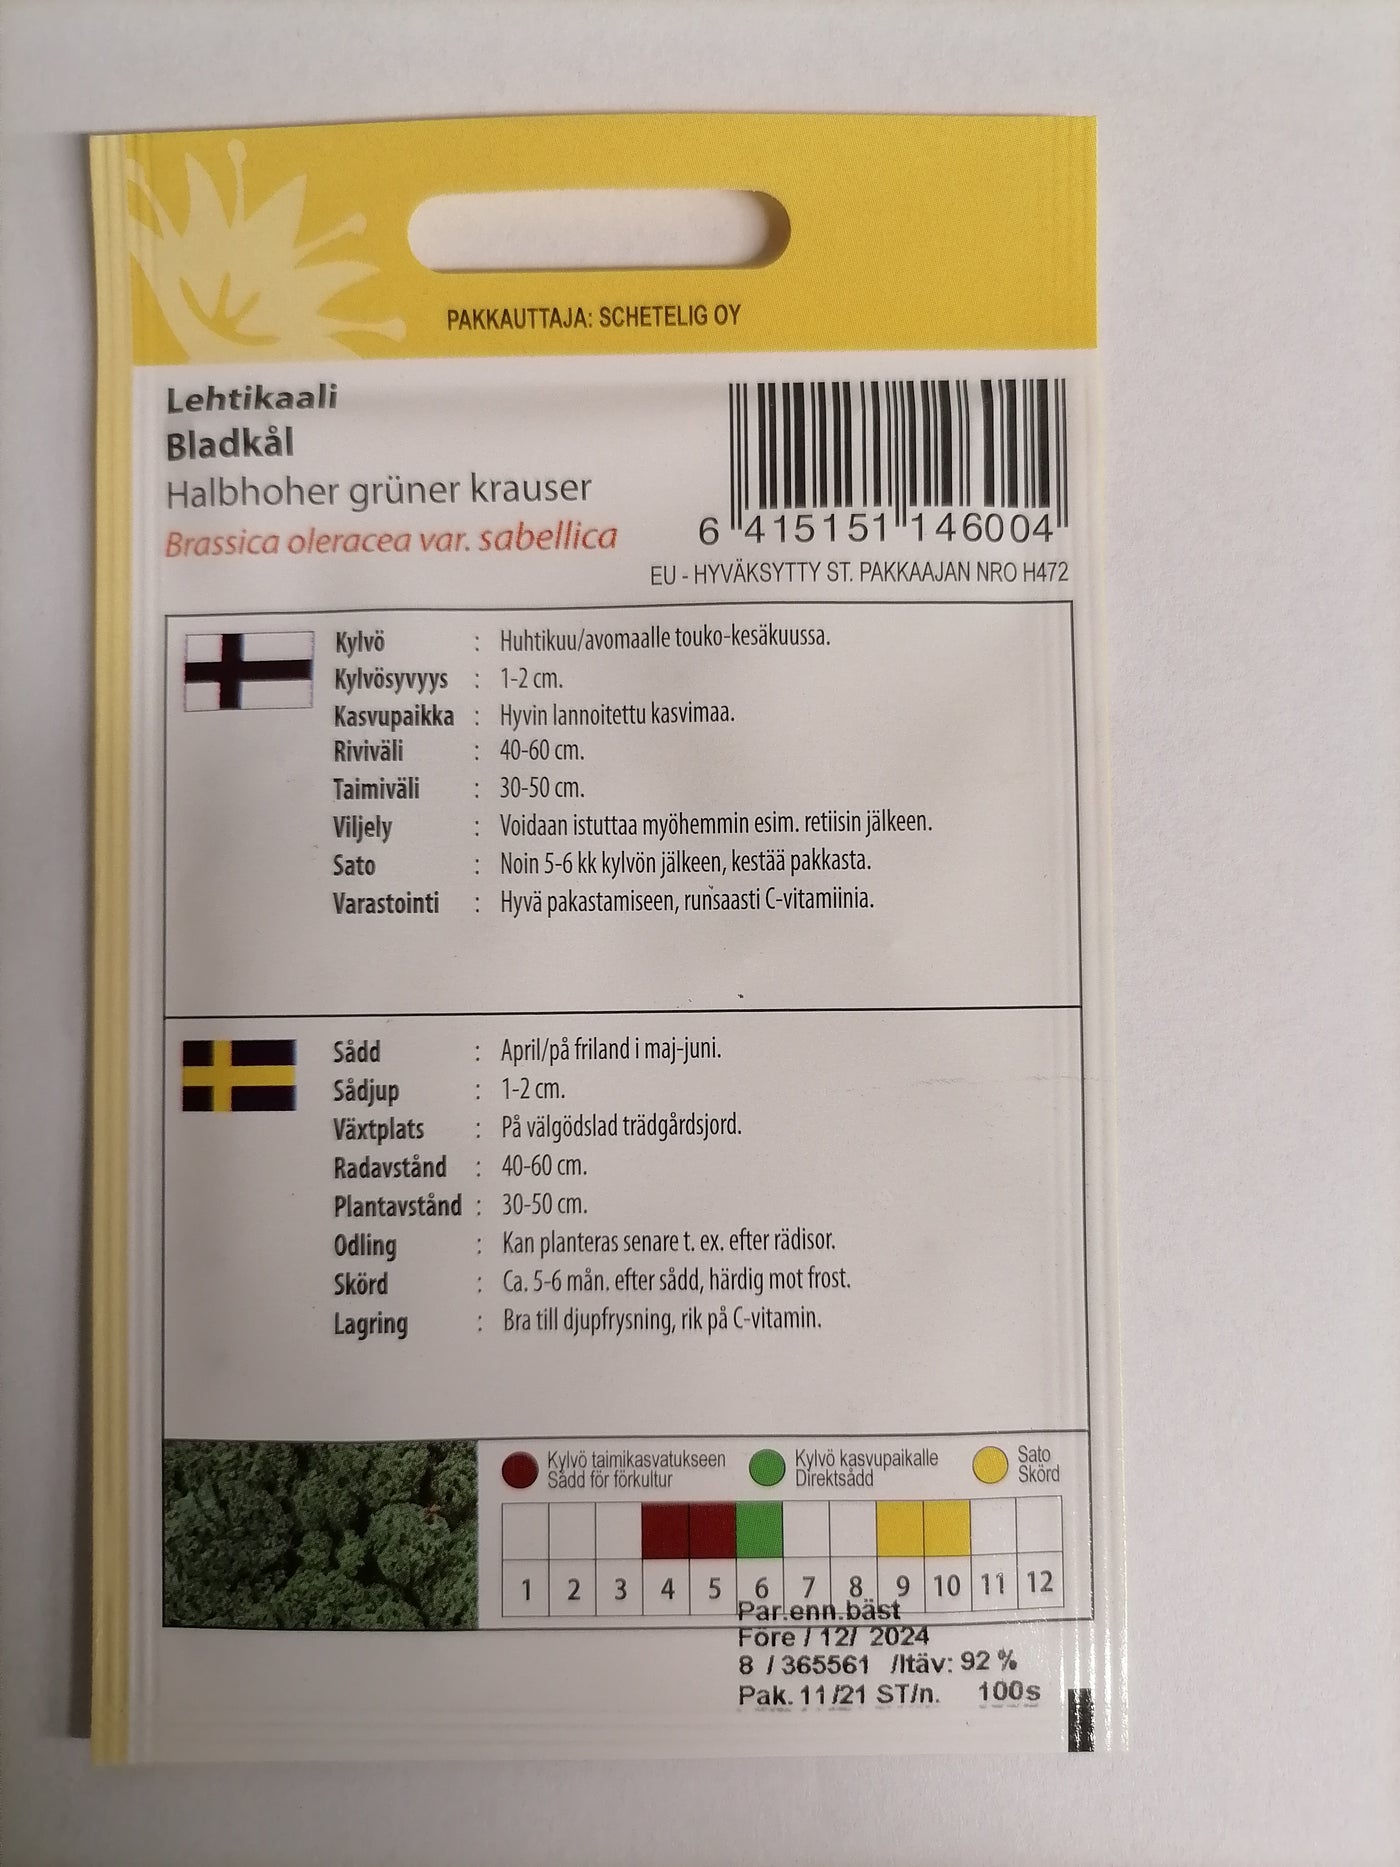 PAKKAUTTAJA: SCHETELIG OY
Lehtikaali
Bladkål
Halbhoher grüner krauser
Brassica oleracea var. sabellica
6 415151 146004
EU - HYVÄKSYTTY ST. PAKKAAJAN NRO H472
Kylvö : Huhtikuu/avomaalle touko-kesäkuussa.
Kylvösyvyys : 1-2 cm.
Kasvupaikka : Hyvin lannoitettu kasvimaa.
Riviväli : 40-60 cm.
Taimiväli : 30-50 cm.
Viljely : Voidaan istuttaa myöhemmin esim. retiisin jälkeen.
Sato : Noin 5-6 kk kylvön jälkeen, kestää pakkasta.
Varastointi : Hyvä pakastamiseen, runsaasti C-vitamiinia.
Sådd : April/på friland i maj-juni.
Sådjup : 1-2 cm.
Växtplats : På välgödslad trädgårdsjord.
Radavstånd : 40-60 cm.
Plantavstånd : 30-50 cm.
Odling : Kan planteras senare t. ex. efter rädisor.
Skörd : Ca. 5-6 mån. efter sådd, härdig mot frost.
Lagring : Bra till djupfrysning, rik på C-vitamin.
Kylvö taimikasvatukseen
Sådd för förkultur
Kylvö kasvupaikalle
Direktsådd
Sato
Skörd
1 2 3 4 5 6 7 8 9 10 11 12
Par.enn.bäst
Före / 12/ 2024
8 / 365561 /Itäv: 92 %
Pak. 11/21 ST/n. 100s